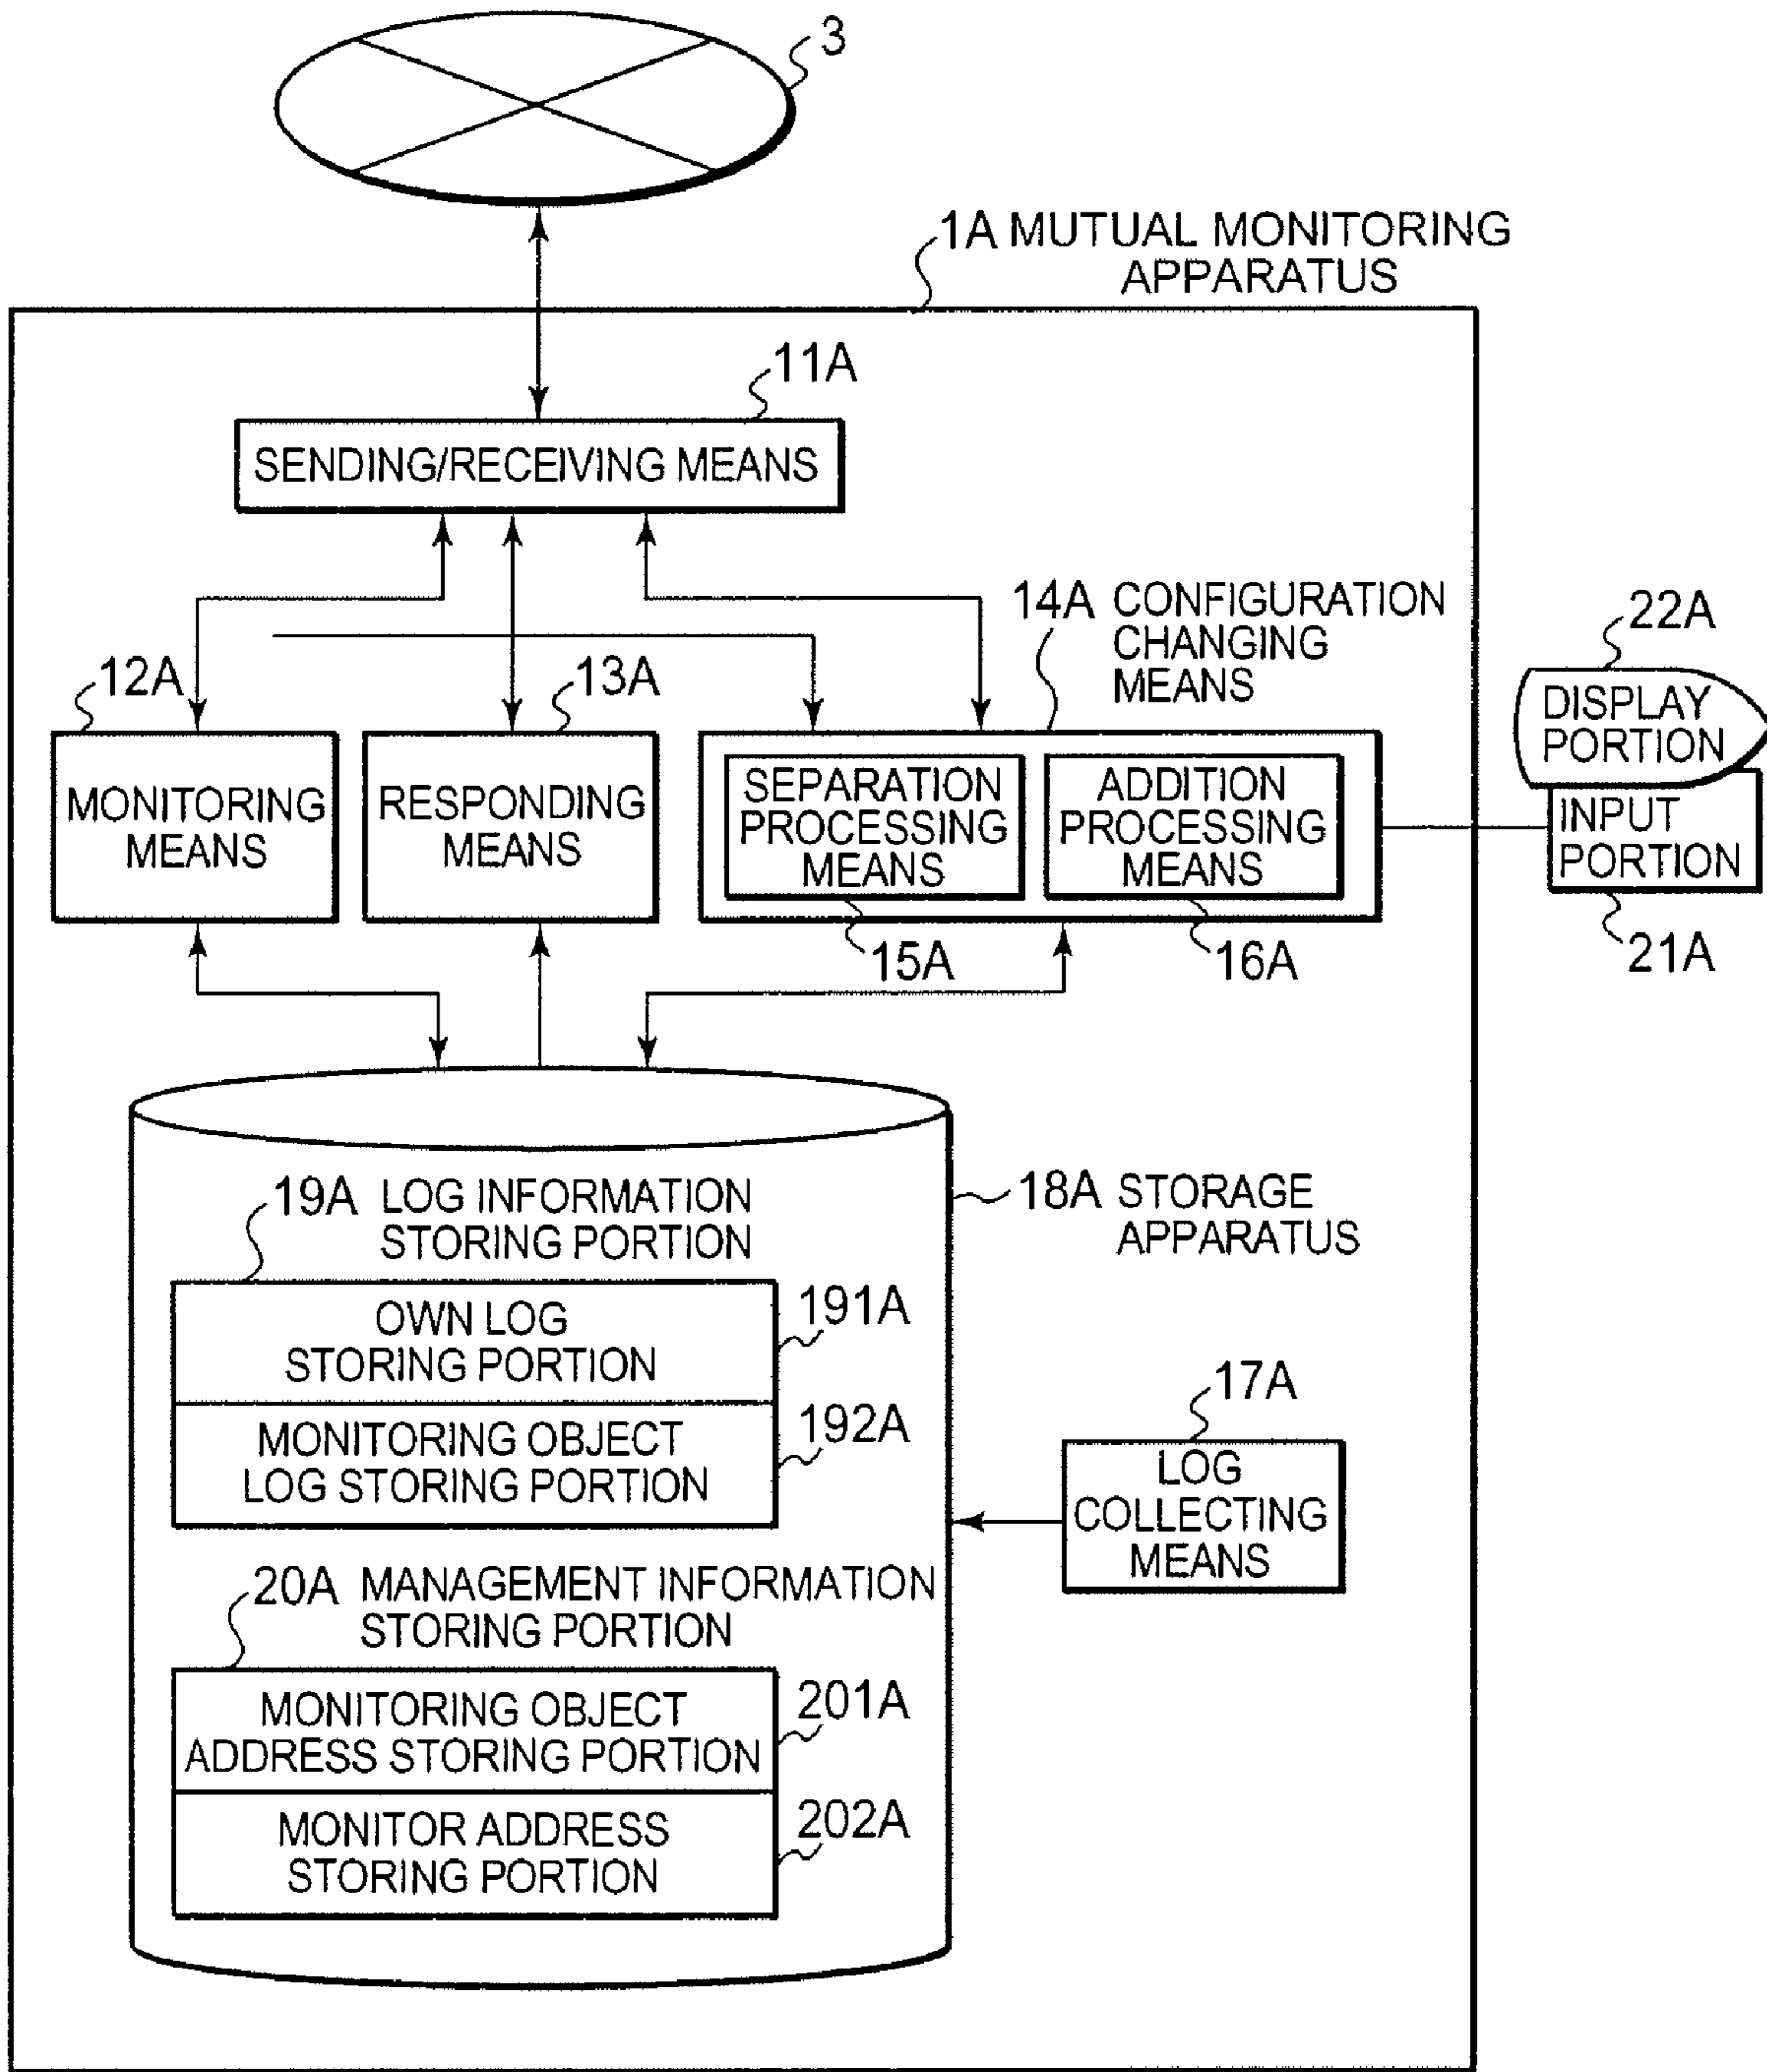 3
1A MUTUAL MONITORING
APPARATUS
11A
SENDING/RECEIVING MEANS
14A CONFIGURATION
CHANGING
MEANS
12A
13A
22A
DISPLAY
PORTION
MONITORING
MEANS
RESPONDING
MEANS
SEPARATION
PROCESSING
MEANS
ADDITION
PROCESSING
MEANS
INPUT
PORTION
15A
16A
21A
19A LOG INFORMATION
STORING PORTION
18A STORAGE
APPARATUS
OWN LOG
STORING PORTION
191A
MONITORING OBJECT
LOG STORING PORTION
192A
17A
LOG
COLLECTING
MEANS
20A MANAGEMENT INFORMATION
STORING PORTION
MONITORING OBJECT
ADDRESS STORING PORTION
201A
MONITOR ADDRESS
STORING PORTION
202A